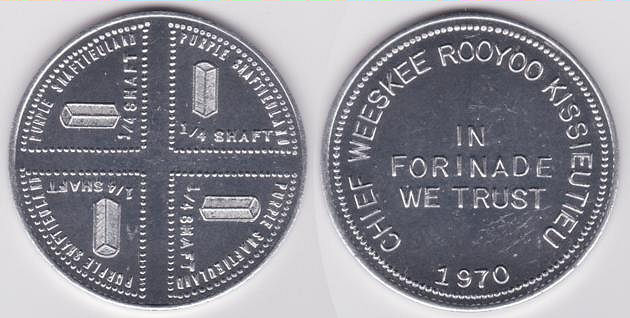 PURPLE SHAFTIEULAND
1/4 SHAFT
PURPLE SHAFTIEULAND
1/4 SHAFT
PURPLE SHAFTIEULAND
1/4 SHAFT
PURPLE SHAFTIEULAND
1/4 SHAFT
CHIEF WEESKEE ROOYOO KISSIEUTIEU
IN
FORINADE
WE TRUST
1970